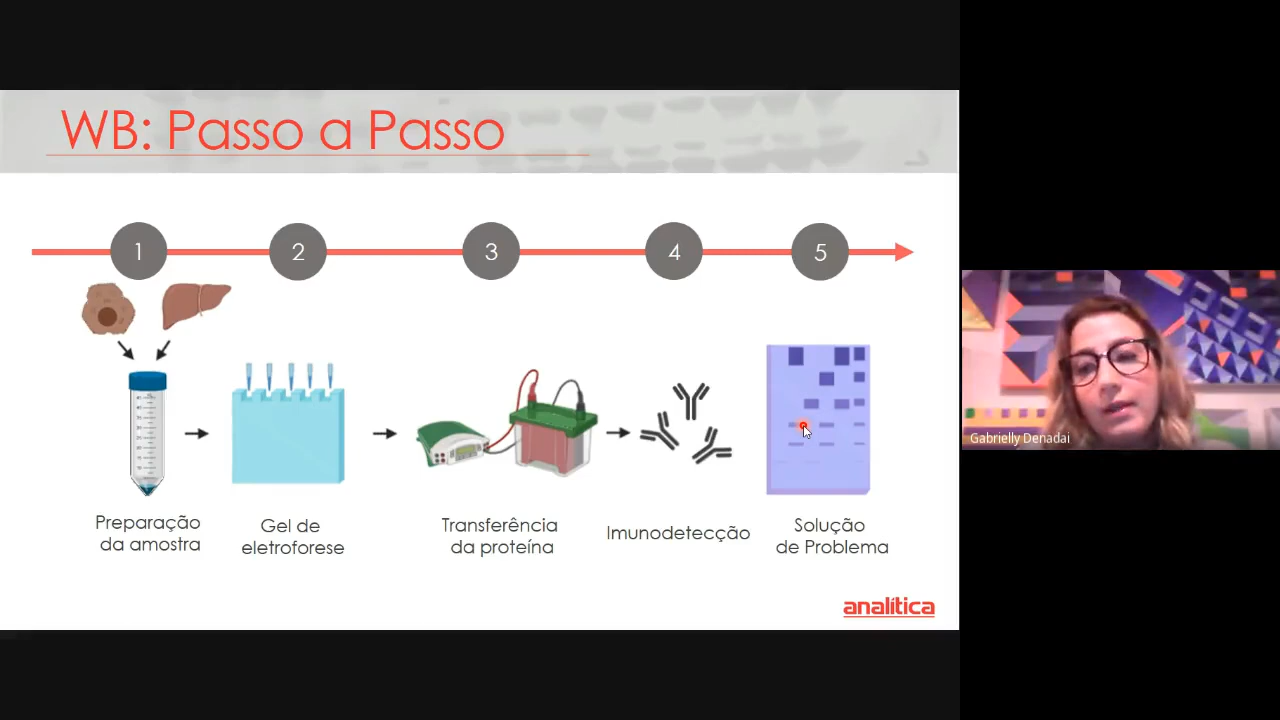 WB: Passo a Passo
1
2
3
4
5
Preparação
da amostra
Gel de
eletroforese
Transferência
da proteína
Imunodetecção
Solução
de Problema
analítica
Gabrielly Denadai